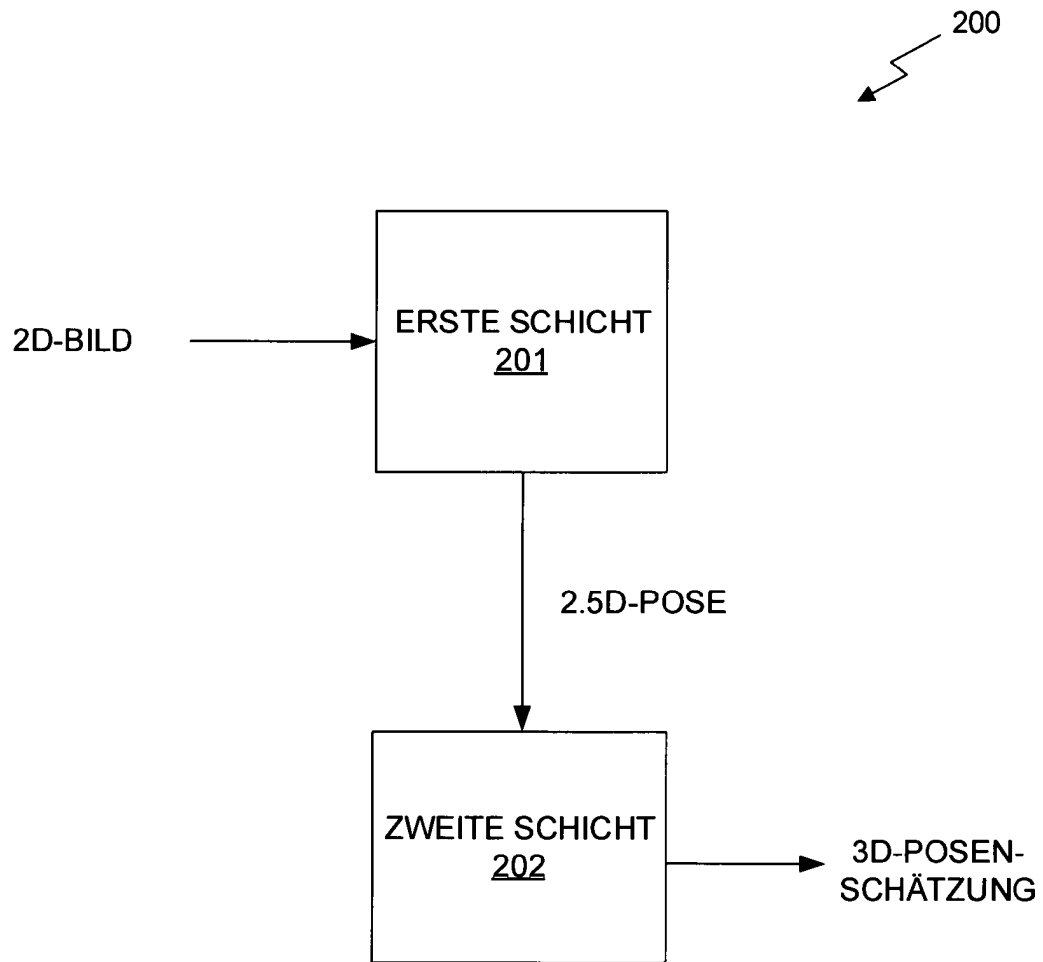 200
ERSTE SCHICHT
201
2D-BILD
2.5D-POSE
ZWEITE SCHICHT
202
3D-POSEN-
SCHÄTZUNG